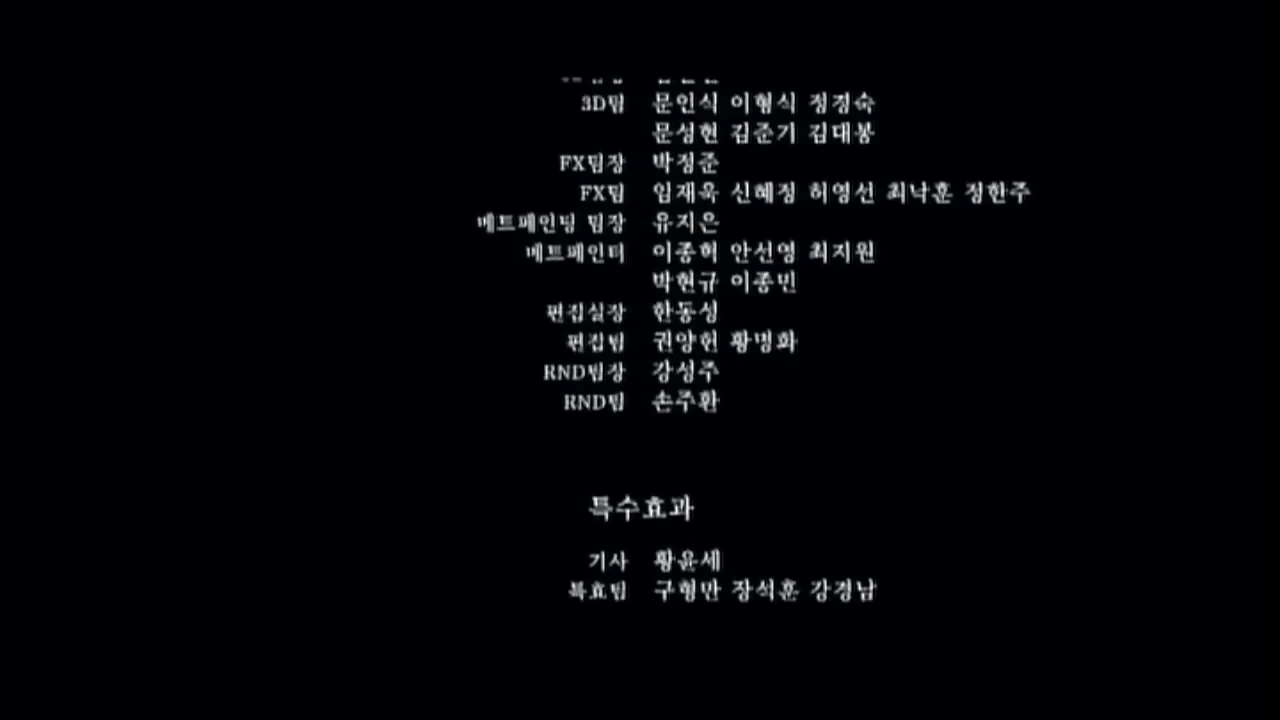 3D팀 문인식 이형식 정경숙
문성현 김준기 김대봉
FX팀장 박정준
FX팀 임재욱 신혜정 허영선 최낙훈 정한주
메트페인팅 팀장 유지은
메트페인터 이종혁 안선영 최지원
박현규 이종민
편집실장 한동성
편집팀 권양헌 황명화
RND팀장 강성주
RND팀 손주환
특수효과
기사 황윤세
특효팀 구형만 장석훈 강경남